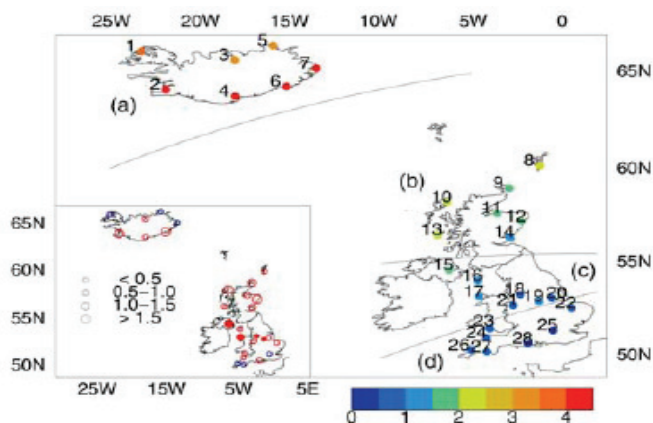 25W 20W 15W 10W 5W 0
1 5
3 7
2 4 6
65N
(a)
8
60N
(b) 9
10
11 12
13 14
65N
60N
55N
50N
< 0.5
0.5–1.0
1.0–1.5
> 1.5
25W 15W 5W 5E
15 16
(c)
55N
17 18 19 20
21 22
23
24 25
26 27 28
(d)
50N
0 1 2 3 4